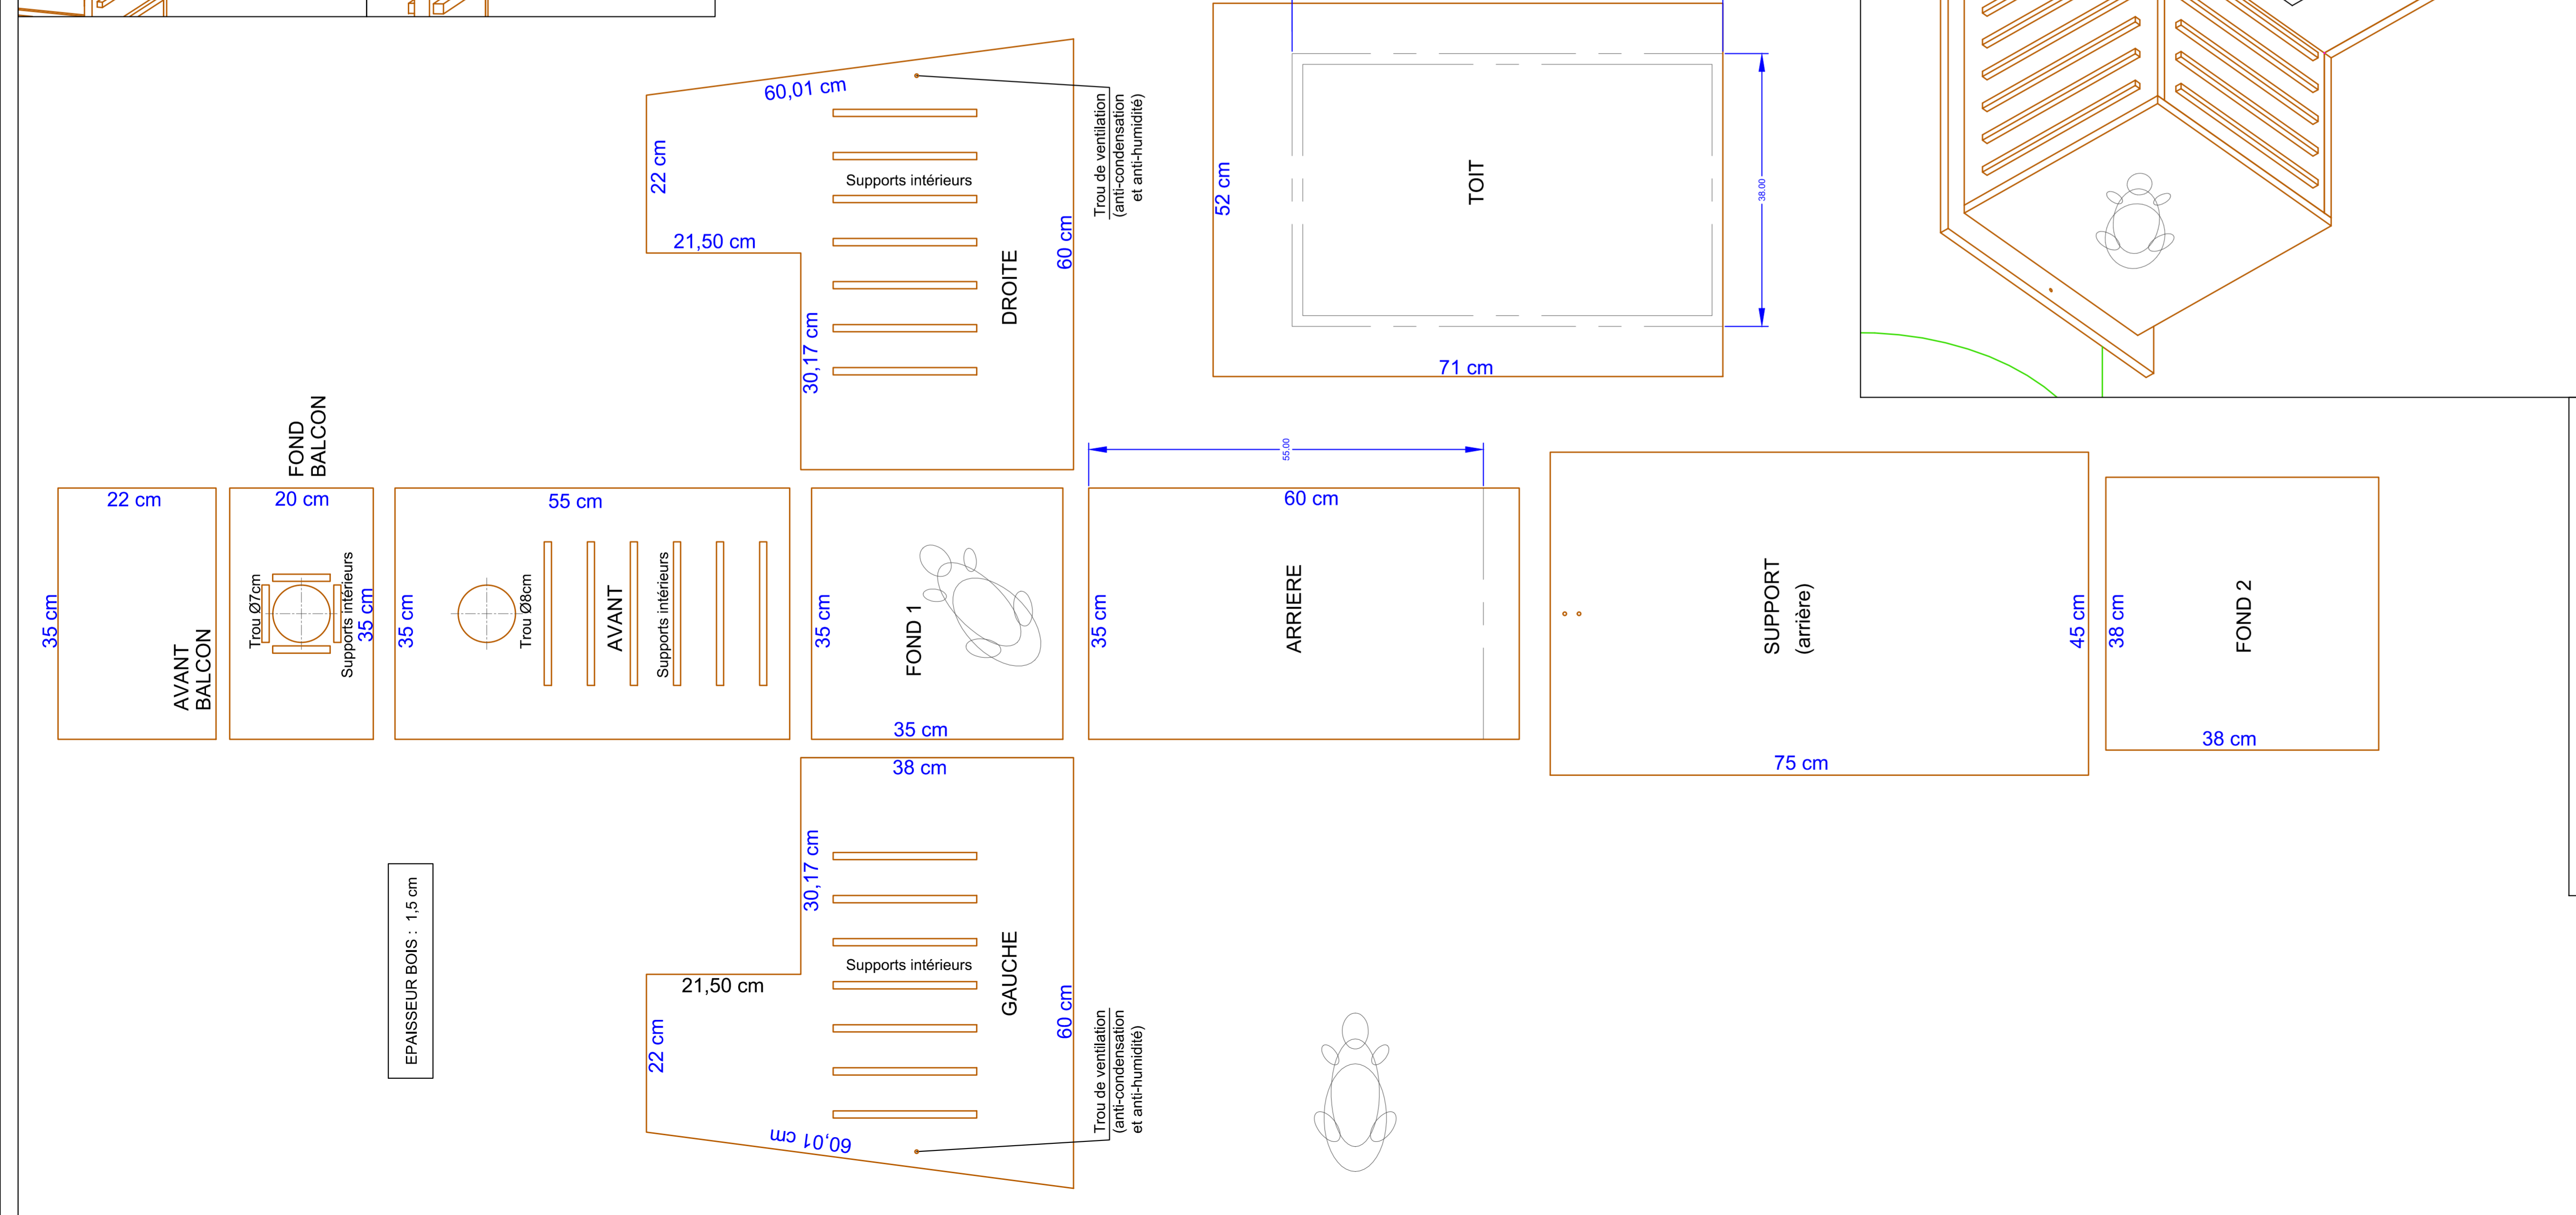 60,01 cm
22 cm
21,50 cm
30,17 cm
60 cm
Supports intérieurs
DROITE
Trou de ventilation
(anti-condensation
et anti-humidité)
52 cm
TOIT
38.00
71 cm
FOND
BALCON
22 cm
35 cm
AVANT
BALCON
20 cm
Trou Ø7cm
Supports intérieurs
35 cm
55 cm
35 cm
Trou Ø8cm
AVANT
Supports intérieurs
35 cm
FOND 1
35 cm
55.00
60 cm
35 cm
ARRIERE
SUPPORT
(arrière)
45 cm
75 cm
38 cm
FOND 2
38 cm
38 cm
30,17 cm
21,50 cm
22 cm
60,01 cm
Supports intérieurs
GAUCHE
60 cm
Trou de ventilation
(anti-condensation
et anti-humidité)
EPAISSEUR BOIS : 1,5 cm